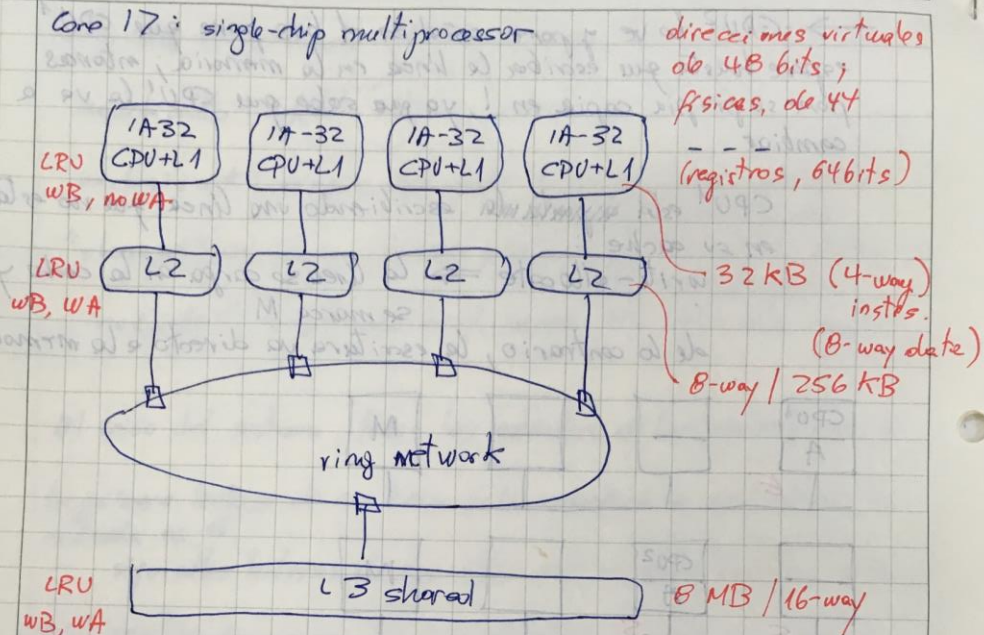 Core i7: single-chip multiprocessor
direcciones virtuales
de 48 bits;
físicas, de 44
(registros, 64 bits)
IA-32
CPU+L1
IA-32
CPU+L1
IA-32
CPU+L1
IA-32
CPU+L1
LRU
WB, no WA
LRU
WB, WA
L2
L2
L2
L2
32 KB (4-way)
insts.
(8-way data)
8-way / 256 KB
ring network
LRU
WB, WA
L3 shared
8 MB / 16-way